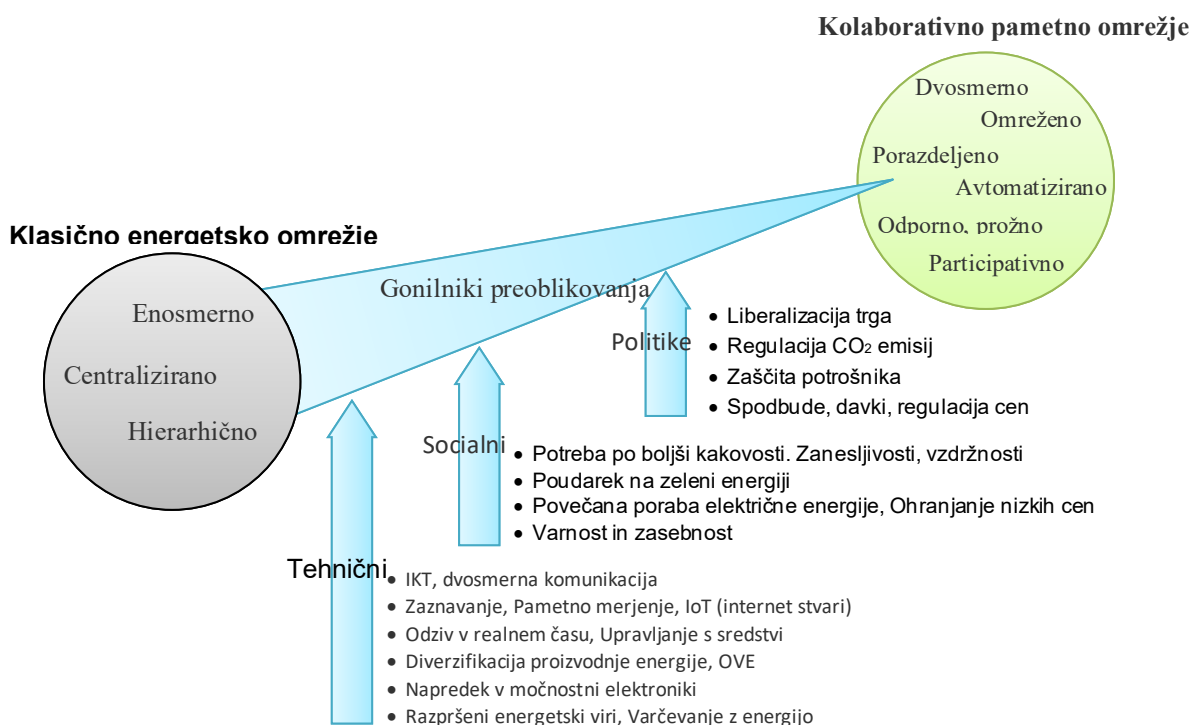 Kolaborativno pametno omrežje
Dvosmerno
Omreženo
Porazdeljeno
Avtomatizirano
Odporno, prožno
Participativno
Klasično energetsko omrežje
Enosmerno
Centralizirano
Hierarhično
Gonilniki preoblikovanja
Politike
• Liberalizacija trga
• Regulacija CO₂ emisij
• Zaščita potrošnika
• Spodbude, davki, regulacija cen
Socialni
• Potreba po boljši kakovosti. Zanesljivosti, vzdržnosti
• Poudarek na zeleni energiji
• Povečana poraba električne energije, Ohranjanje nizkih cen
• Varnost in zasebnost
Tehnični
• IKT, dvosmerna komunikacija
• Zaznavanje, Pametno merjenje, IoT (internet stvari)
• Odziv v realnem času, Upravljanje s sredstvi
• Diverzifikacija proizvodnje energije, OVE
• Napredek v močnostni elektroniki
• Razpršeni energetski viri, Varčevanje z energijo